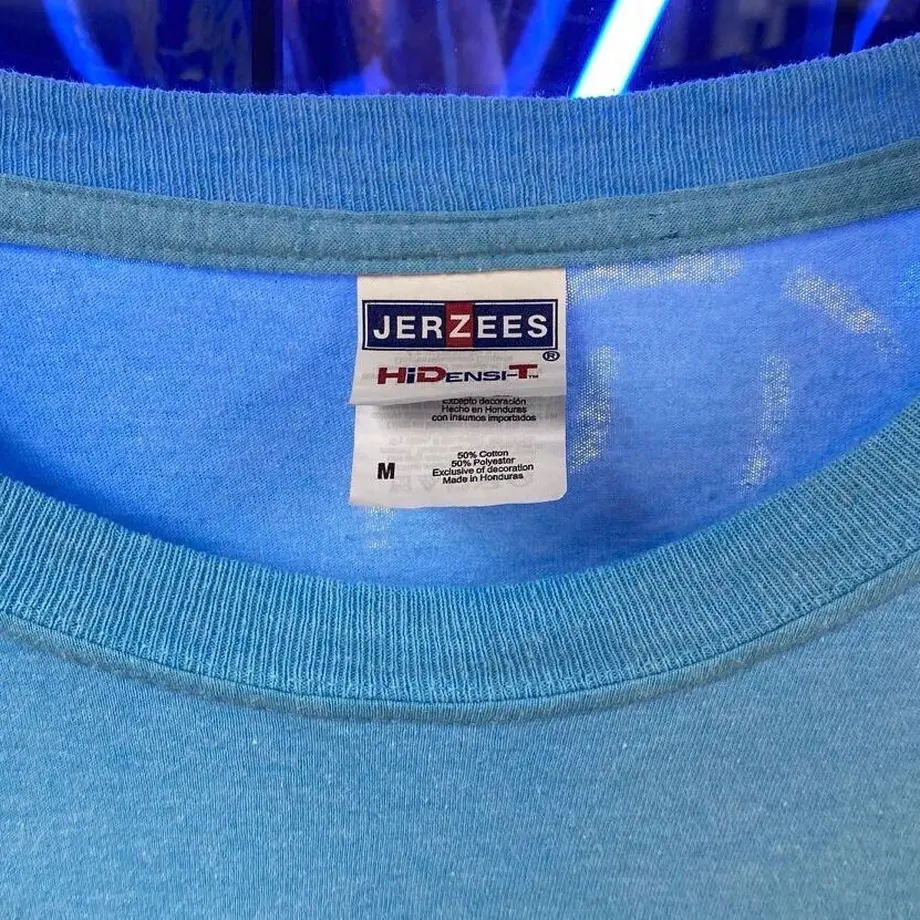 JERZEES
®
HiDENSI-T™
Excepto decoración
Hecho en Honduras
con insumos importados
M
50% Cotton
50% Polyester
Exclusive of decoration
Made in Honduras